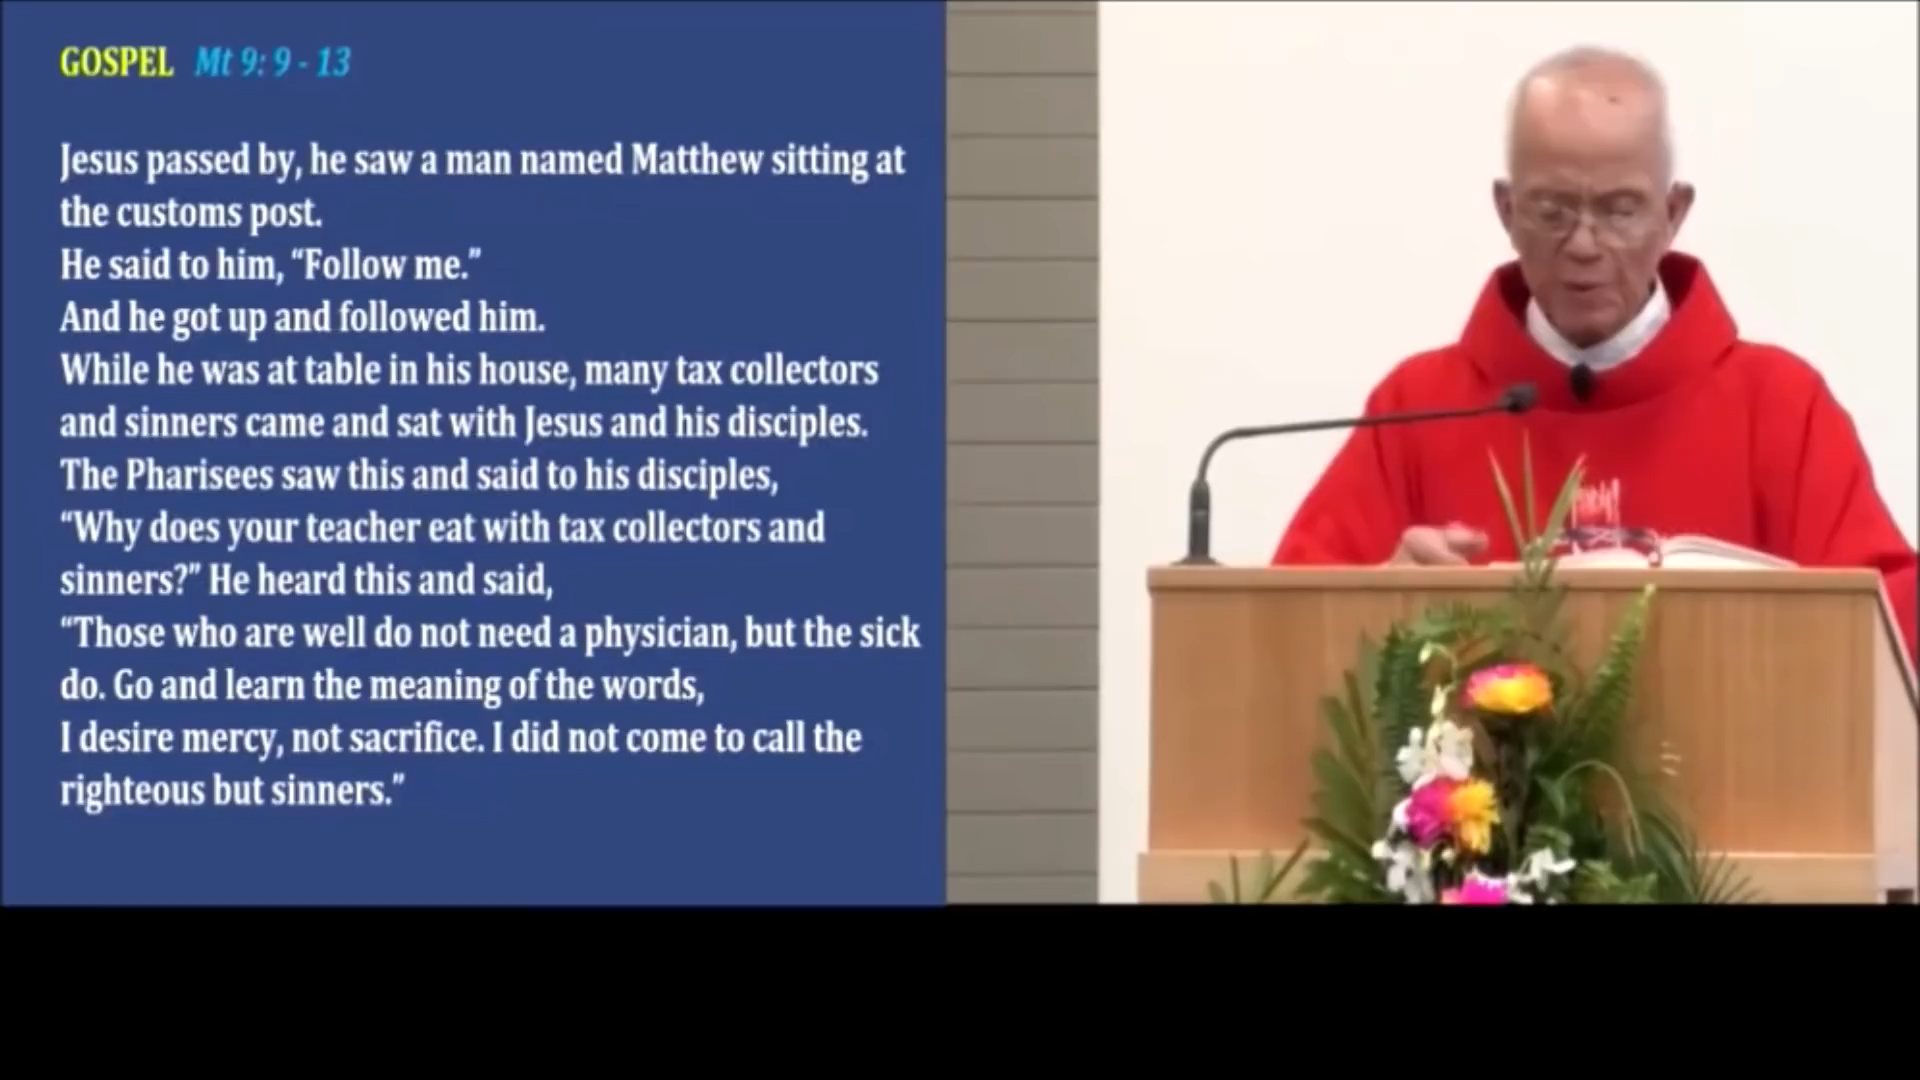 GOSPEL Mt 9: 9 - 13
Jesus passed by, he saw a man named Matthew sitting at
the customs post.
He said to him, “Follow me.”
And he got up and followed him.
While he was at table in his house, many tax collectors
and sinners came and sat with Jesus and his disciples.
The Pharisees saw this and said to his disciples,
“Why does your teacher eat with tax collectors and
sinners?” He heard this and said,
“Those who are well do not need a physician, but the sick
do. Go and learn the meaning of the words,
I desire mercy, not sacrifice. I did not come to call the
righteous but sinners.”